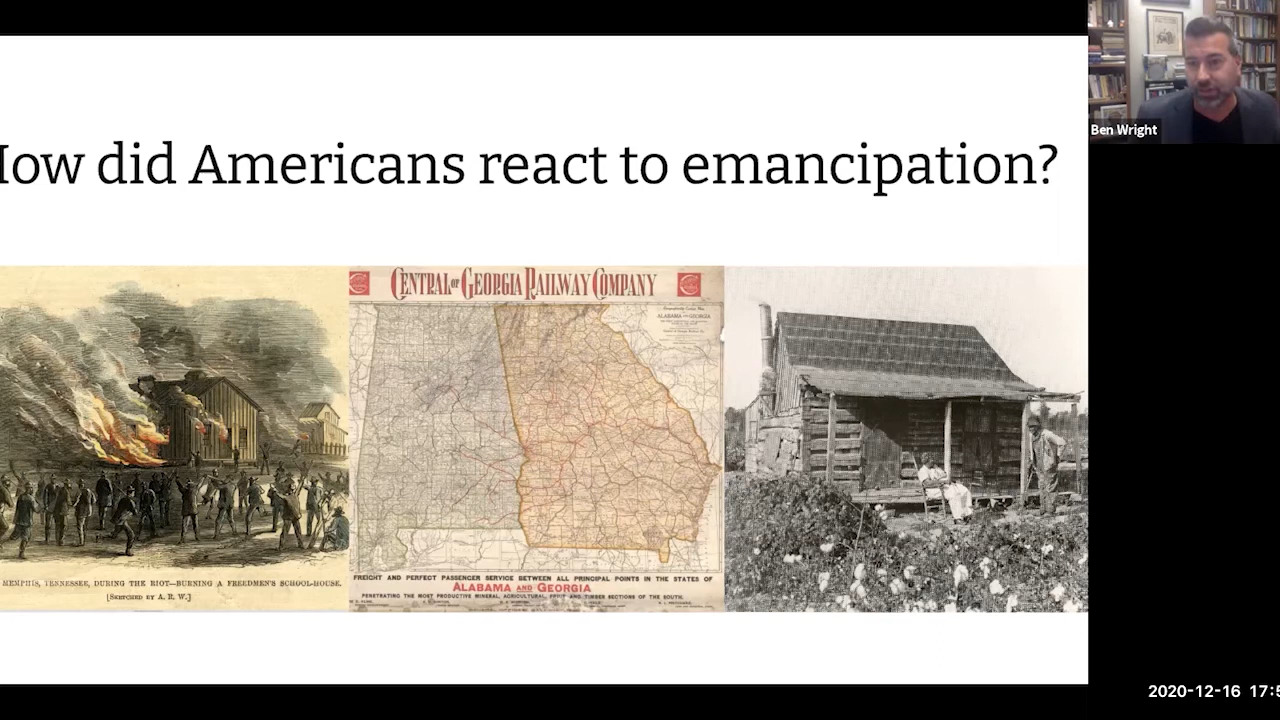 How did Americans react to emancipation?
Ben Wright
MEMPHIS, TENNESSEE, DURING THE RIOT—BURNING A FREEDMEN'S SCHOOL-HOUSE.
[SKETCHED BY A. R. W.]
CENTRAL OF GEORGIA RAILWAY COMPANY
ALABAMA AND GEORGIA
FREIGHT AND PERFECT PASSENGER SERVICE BETWEEN ALL PRINCIPAL POINTS IN THE STATES OF
ALABAMA AND GEORGIA
PENETRATING THE MOST PRODUCTIVE MINERAL, AGRICULTURAL, FRUIT AND TIMBER SECTIONS OF THE SOUTH.
2020-12-16 17:5